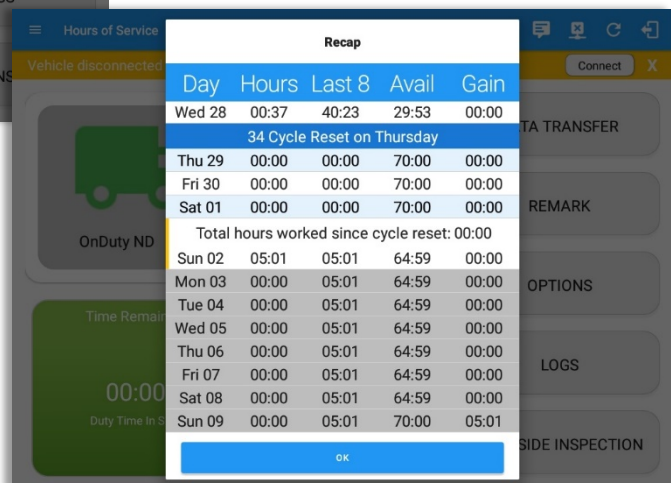 Hours of Service
Recap
Vehicle disconnected
Connect X
Day Hours Last 8 Avail Gain
Wed 28 00:37 40:23 29:53 00:00
34 Cycle Reset on Thursday
Thu 29 00:00 00:00 70:00 00:00
Fri 30 00:00 00:00 70:00 00:00
Sat 01 00:00 00:00 70:00 00:00
Total hours worked since cycle reset: 00:00
Sun 02 05:01 05:01 64:59 00:00
Mon 03 00:00 05:01 64:59 00:00
Tue 04 00:00 05:01 64:59 00:00
Wed 05 00:00 05:01 64:59 00:00
Thu 06 00:00 05:01 64:59 00:00
Fri 07 00:00 05:01 64:59 00:00
Sat 08 00:00 05:01 64:59 00:00
Sun 09 00:00 05:01 70:00 05:01
OK
OnDuty ND
Time Remain
00:00
Duty Time In S
TA TRANSFER
REMARK
OPTIONS
LOGS
SIDE INSPECTION